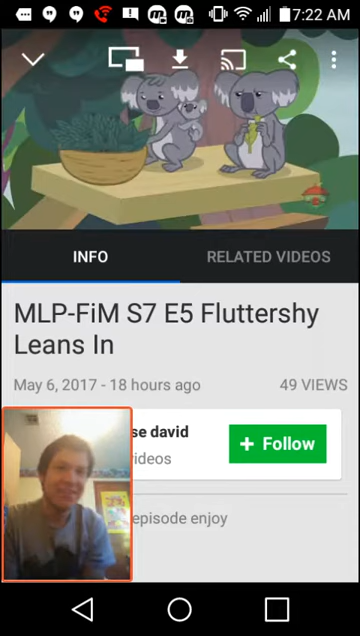 7:22 AM
INFO
RELATED VIDEOS
MLP-FiM S7 E5 Fluttershy
Leans In
May 6, 2017 - 18 hours ago
49 VIEWS
se david
+ Follow
videos
episode enjoy